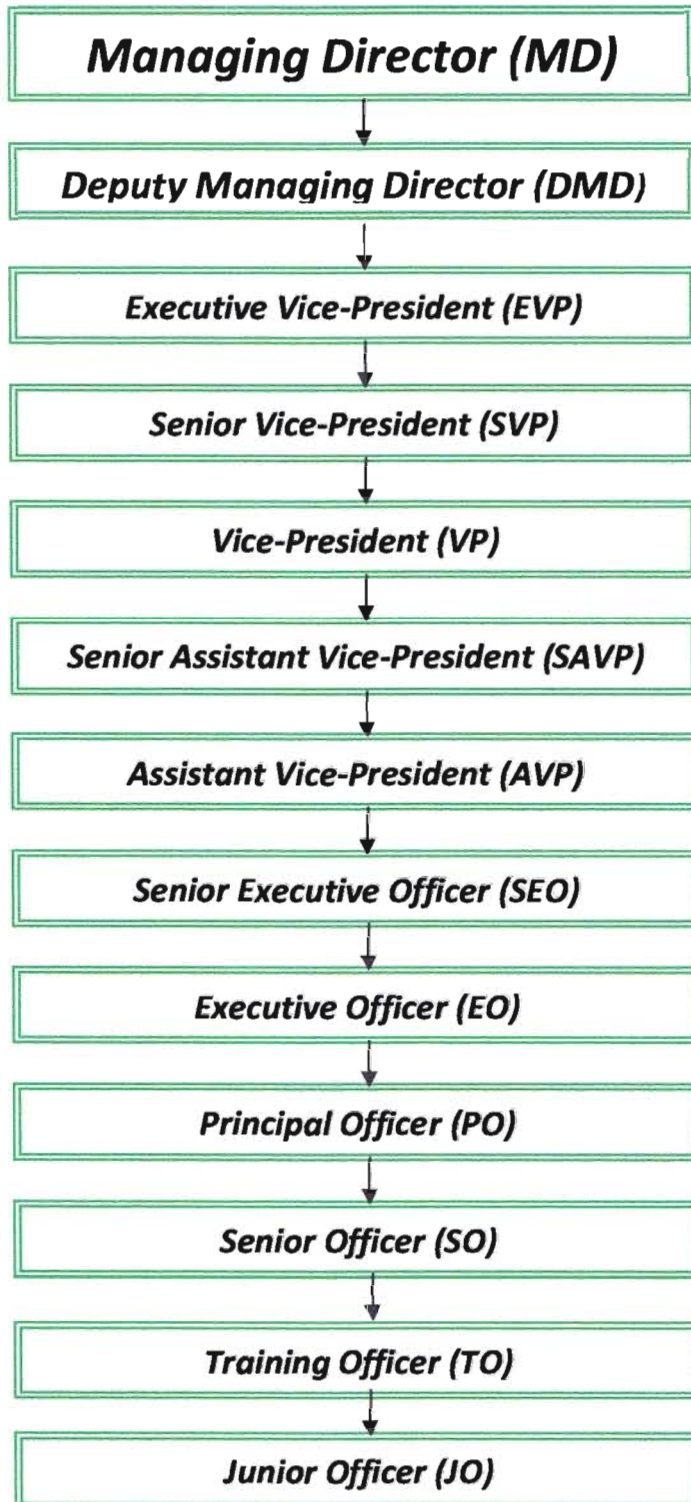 Managing Director (MD)
Deputy Managing Director (DMD)
Executive Vice-President (EVP)
Senior Vice-President (SVP)
Vice-President (VP)
Senior Assistant Vice-President (SAVP)
Assistant Vice-President (AVP)
Senior Executive Officer (SEO)
Executive Officer (EO)
Principal Officer (PO)
Senior Officer (SO)
Training Officer (TO)
Junior Officer (JO)